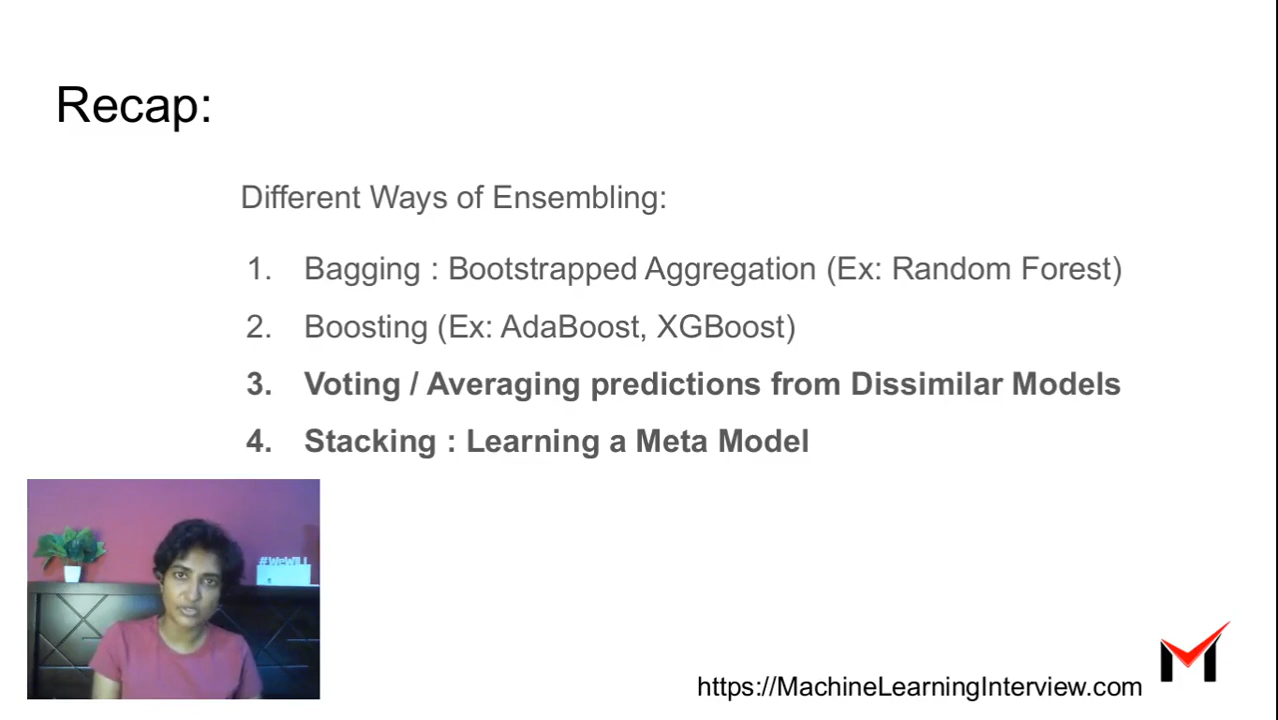 Recap:
Different Ways of Ensembling:
1. Bagging : Bootstrapped Aggregation (Ex: Random Forest)
2. Boosting (Ex: AdaBoost, XGBoost)
3. Voting / Averaging predictions from Dissimilar Models
4. Stacking : Learning a Meta Model
https://MachineLearningInterview.com